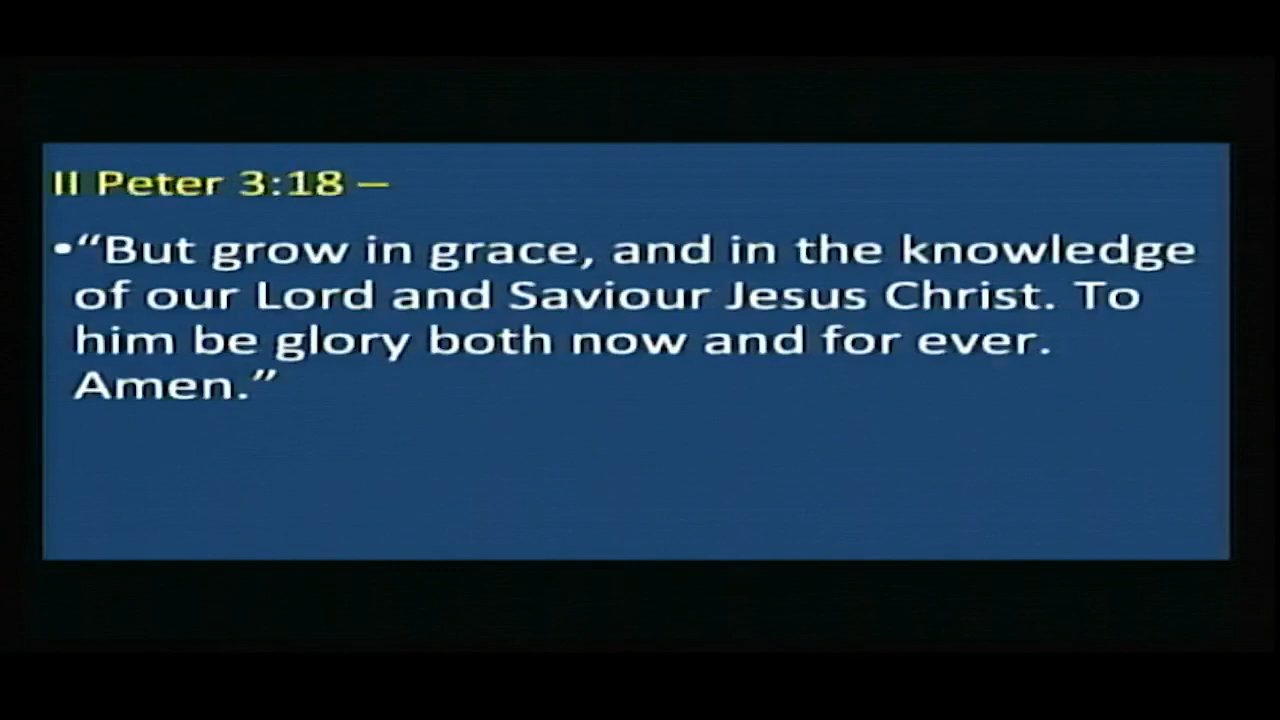 II Peter 3:18 –
•“But grow in grace, and in the knowledge
of our Lord and Saviour Jesus Christ. To
him be glory both now and for ever.
Amen.”